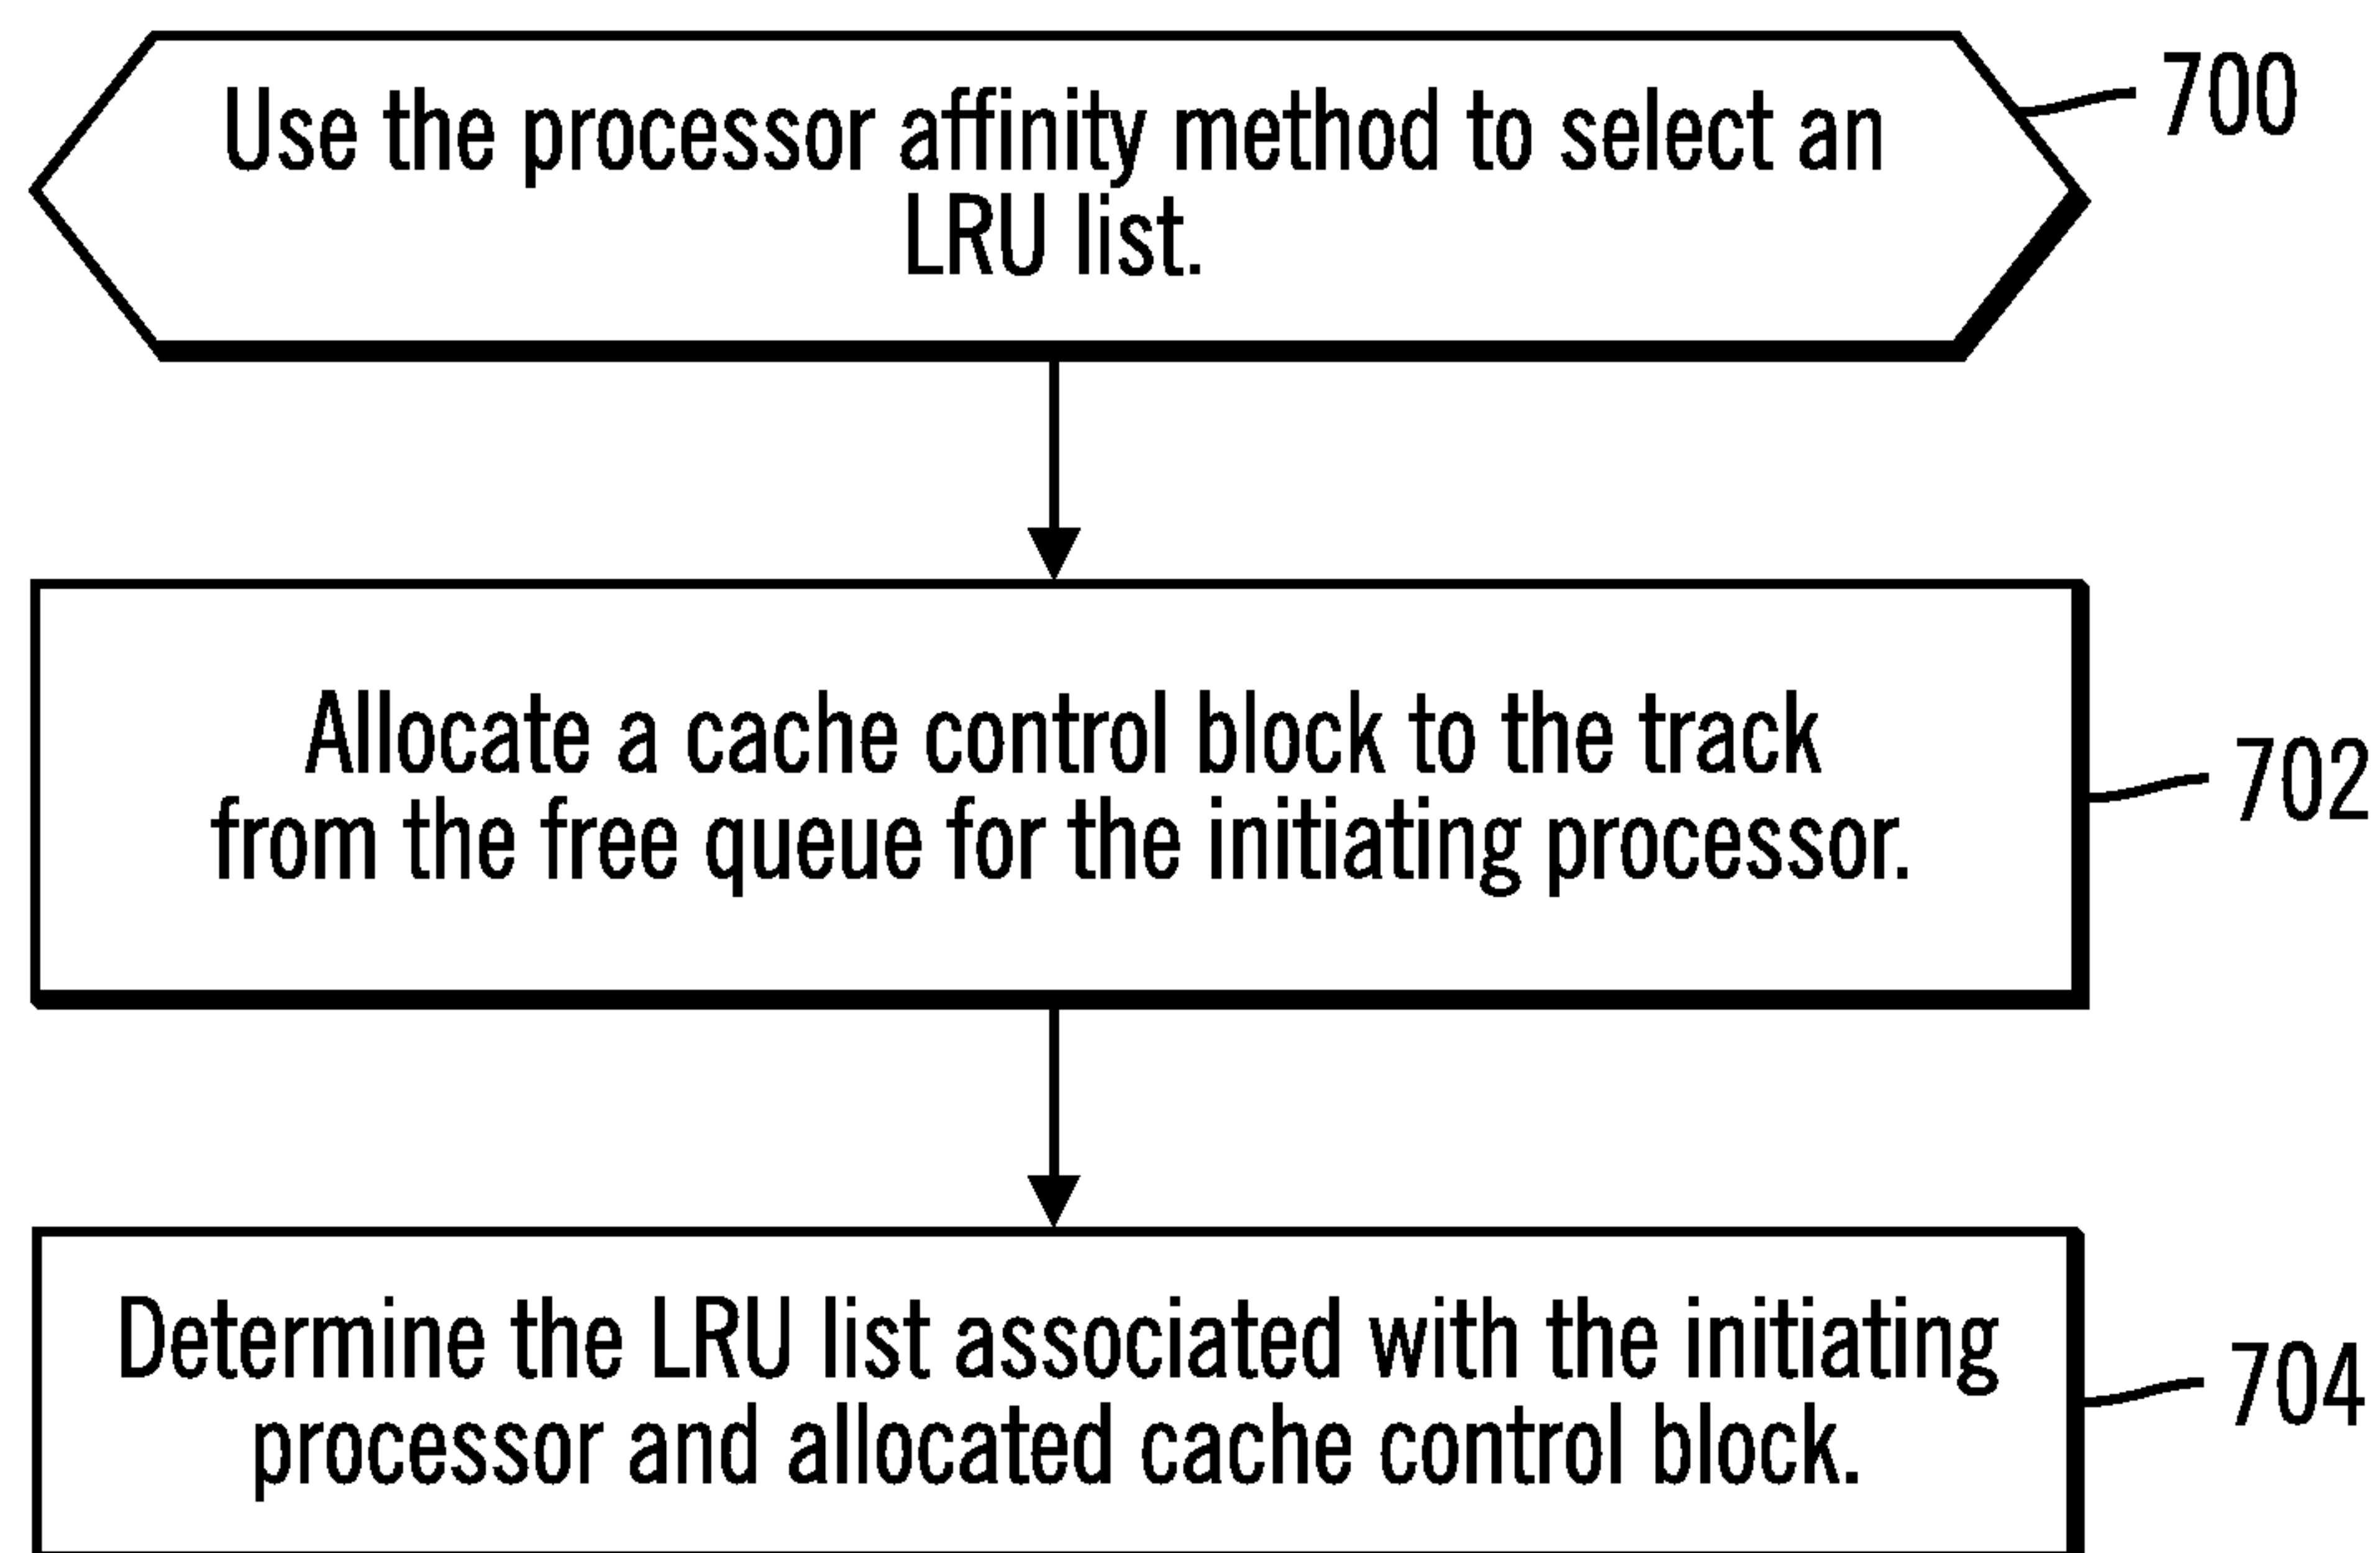 Use the processor affinity method to select an
LRU list.
700
Allocate a cache control block to the track
from the free queue for the initiating processor.
702
Determine the LRU list associated with the initiating
processor and allocated cache control block.
704